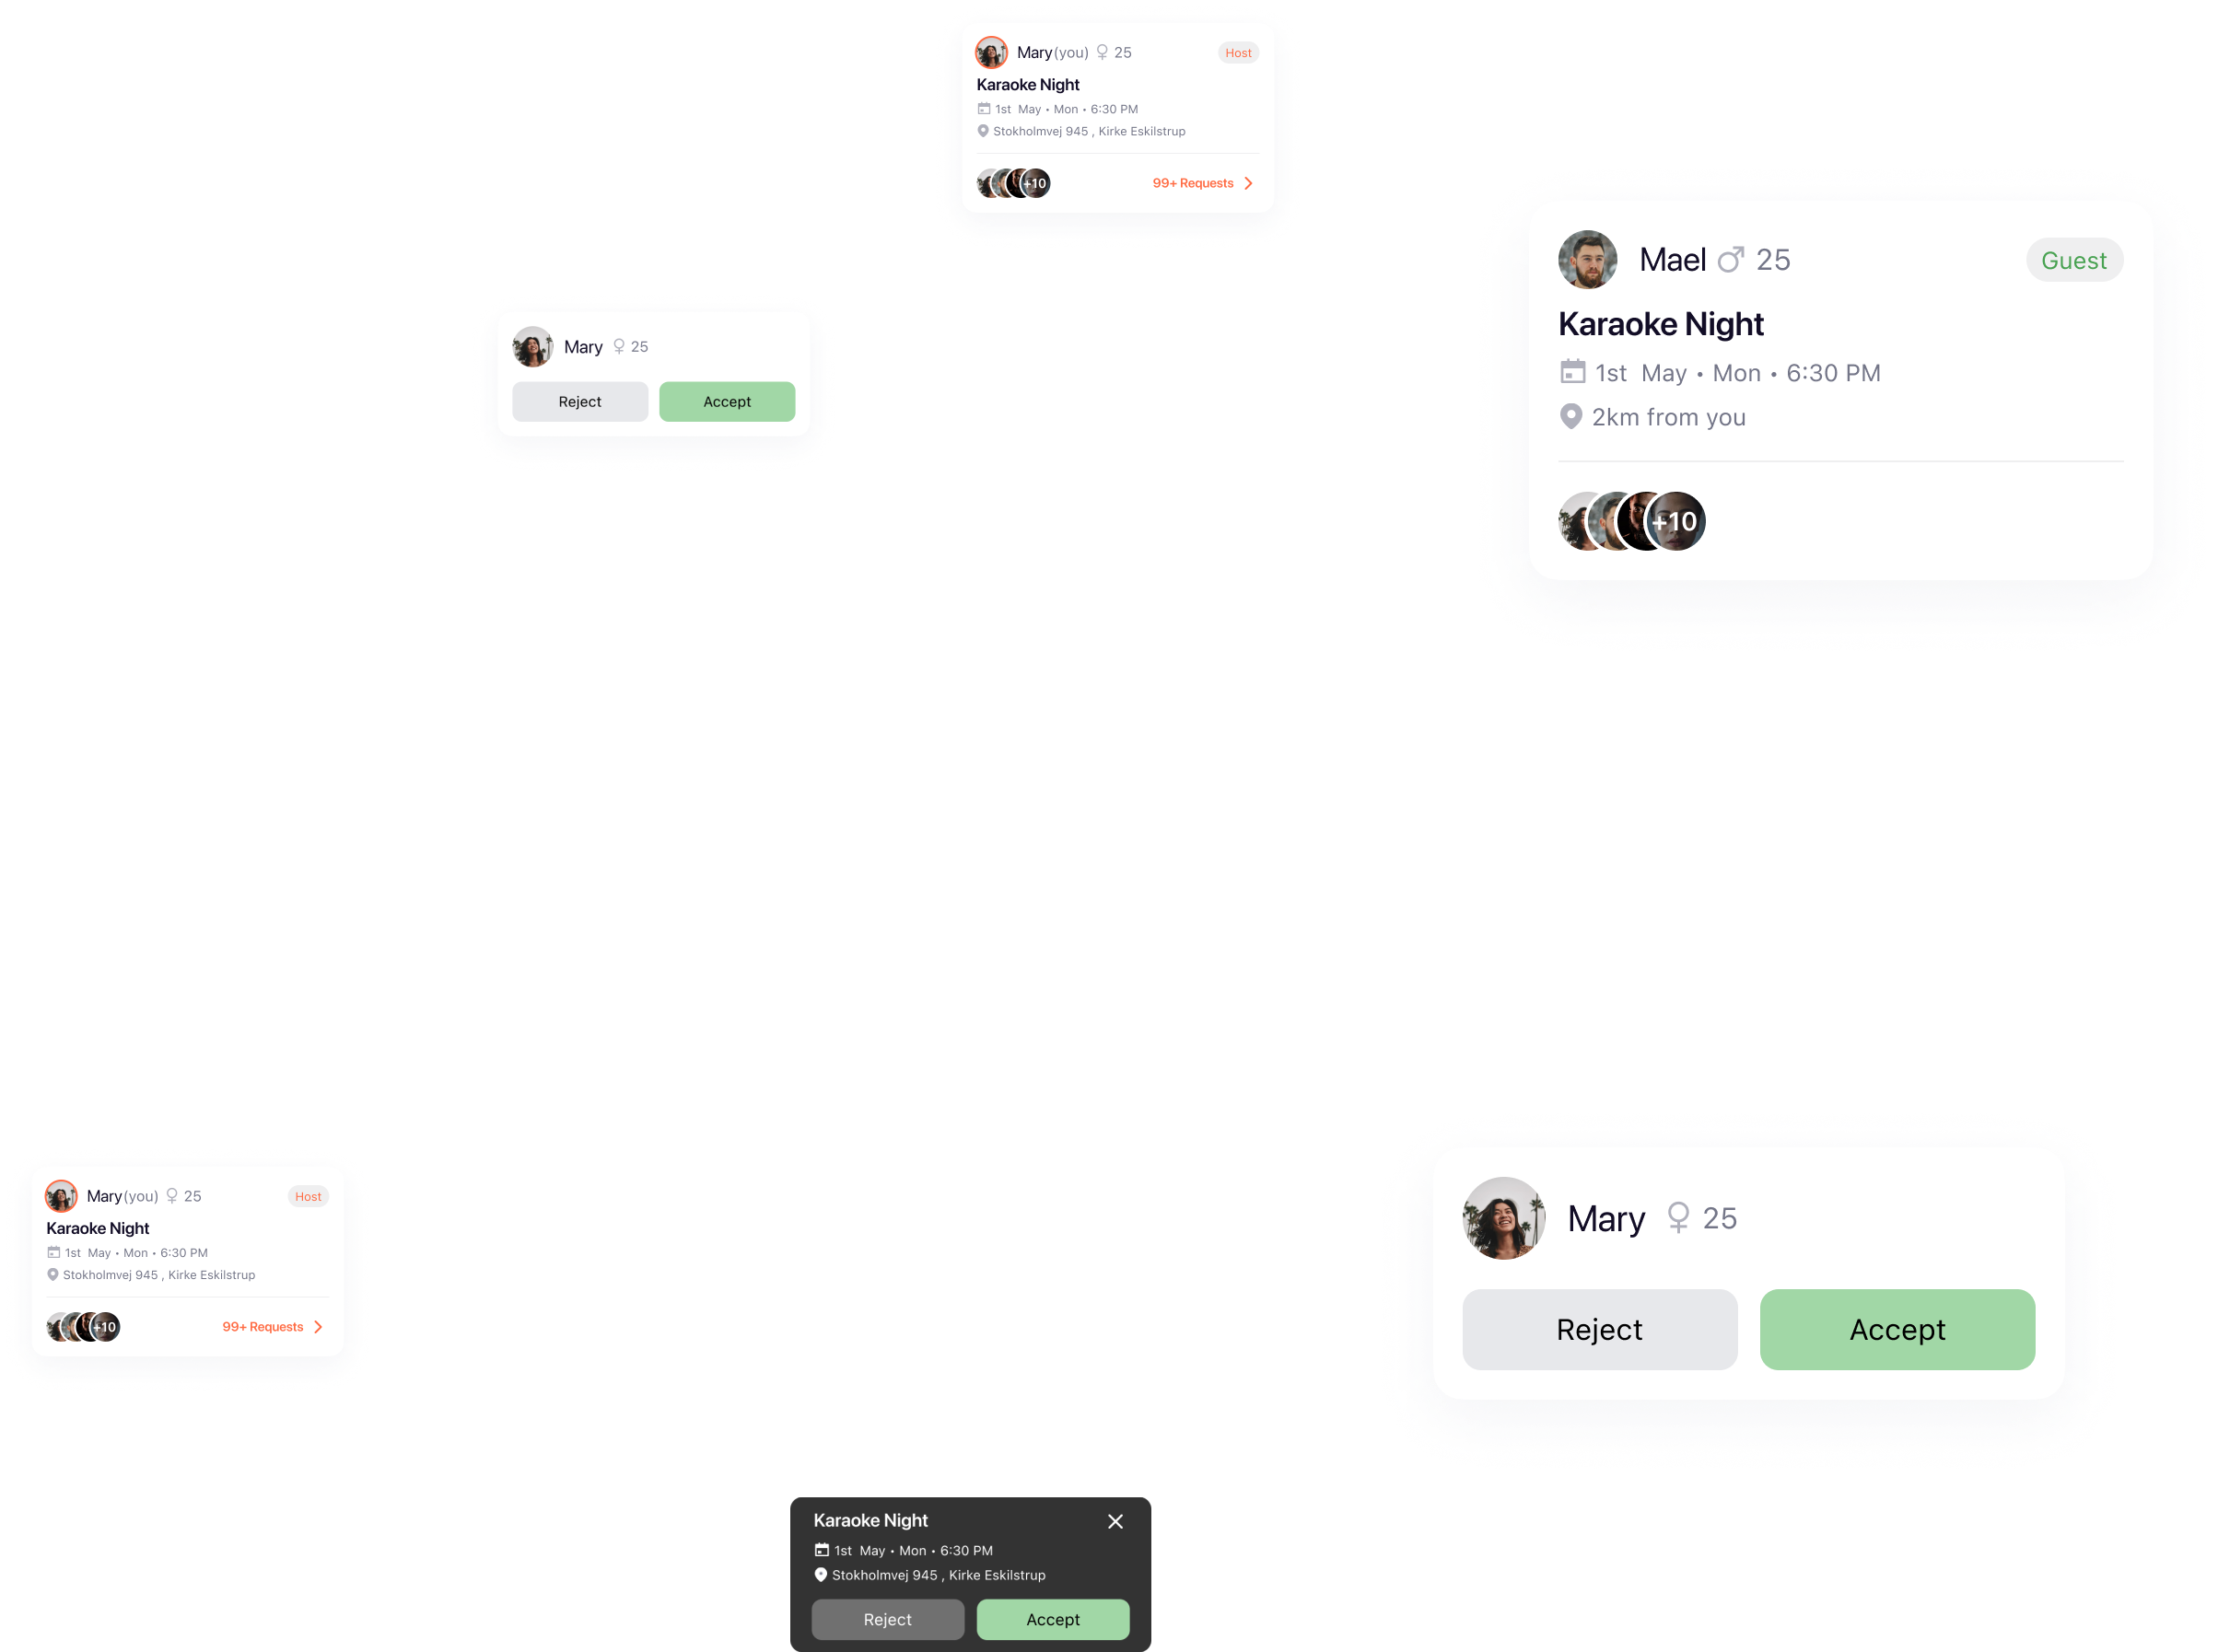 Mary(you) 25 Host
Karaoke Night
1st May • Mon • 6:30 PM
Stokholmvej 945 , Kirke Eskilstrup
+10 99+ Requests
Mael 25 Guest
Karaoke Night
1st May • Mon • 6:30 PM
2km from you
+10
Mary 25
Reject Accept
Mary(you) 25 Host
Karaoke Night
1st May • Mon • 6:30 PM
Stokholmvej 945 , Kirke Eskilstrup
+10 99+ Requests
Mary 25
Reject Accept
Karaoke Night
1st May • Mon • 6:30 PM
Stokholmvej 945 , Kirke Eskilstrup
Reject Accept